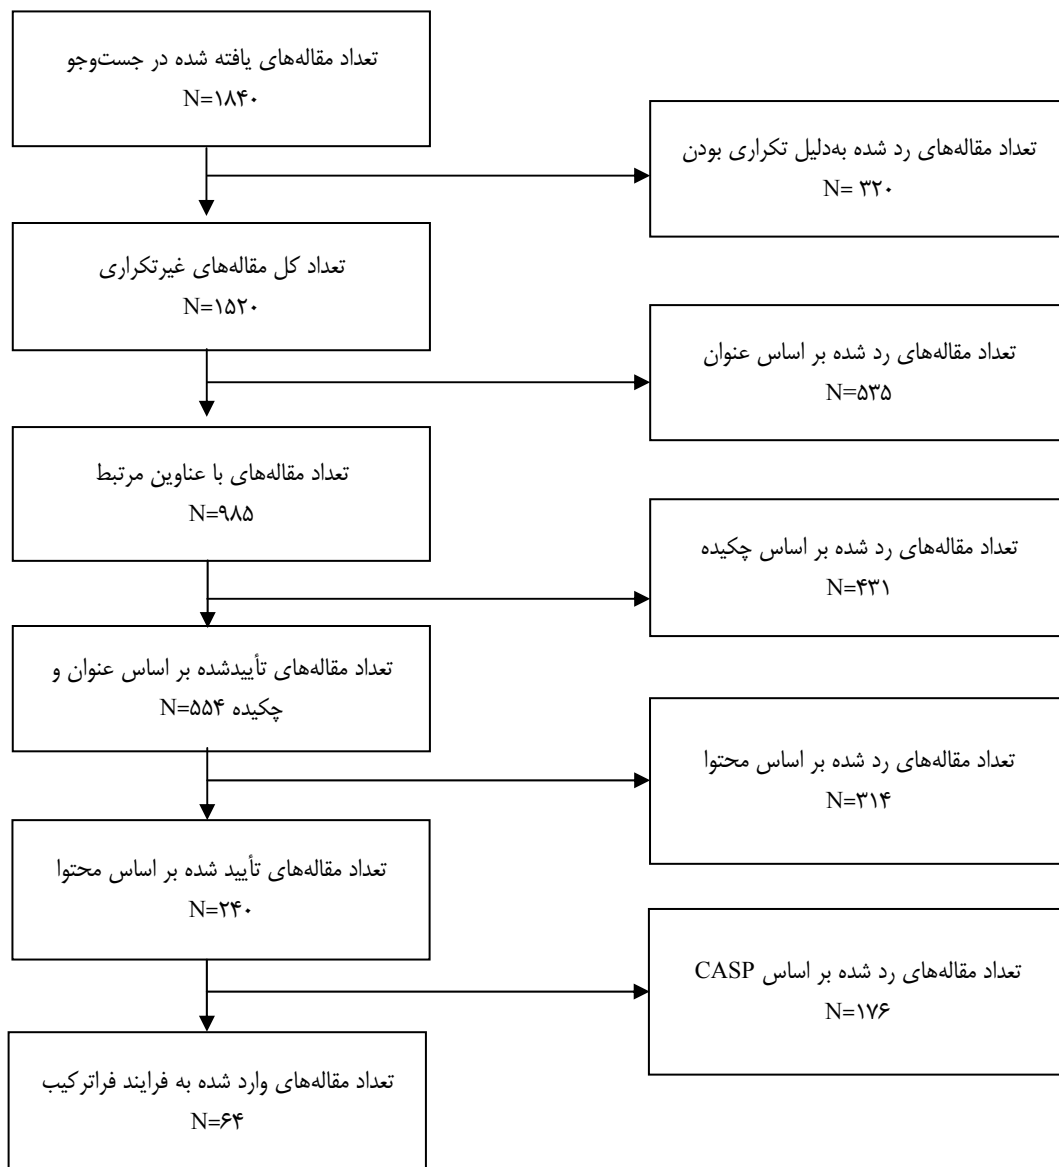 تعداد مقاله‌های یافته شده در جست‌وجو
N=۱۸۴۰
تعداد مقاله‌های رد شده به‌دلیل تکراری بودن
N= ۳۲۰
تعداد کل مقاله‌های غیرتکراری
N=۱۵۲۰
تعداد مقاله‌های رد شده بر اساس عنوان
N=۵۳۵
تعداد مقاله‌های با عناوین مرتبط
N=۹۸۵
تعداد مقاله‌های رد شده بر اساس چکیده
N=۴۳۱
تعداد مقاله‌های تأییدشده بر اساس عنوان و
چکیده N=۵۵۴
تعداد مقاله‌های رد شده بر اساس محتوا
N=۳۱۴
تعداد مقاله‌های تأیید شده بر اساس محتوا
N=۲۴۰
تعداد مقاله‌های رد شده بر اساس CASP
N=۱۷۶
تعداد مقاله‌های وارد شده به فرایند فراترکیب
N=۶۴